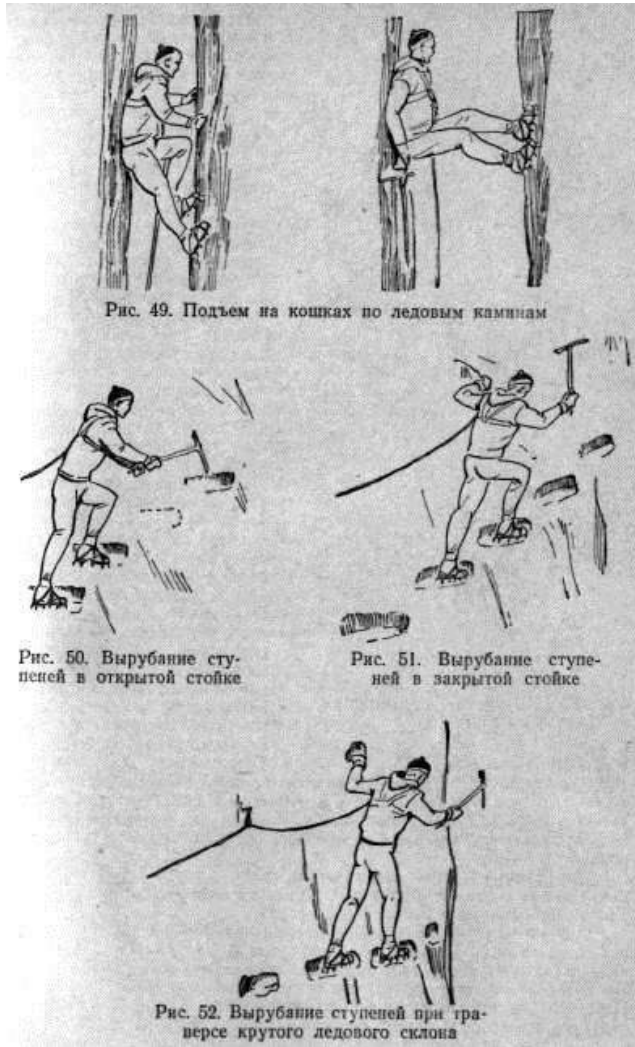 Рис. 49. Подъем на кошках по ледовым каминам
Рис. 50. Вырубание сту-
пеней в открытой стойке
Рис. 51. Вырубание ступе-
ней в закрытой стойке
Рис. 52. Вырубание ступеней при тра-
версе крутого ледового склона